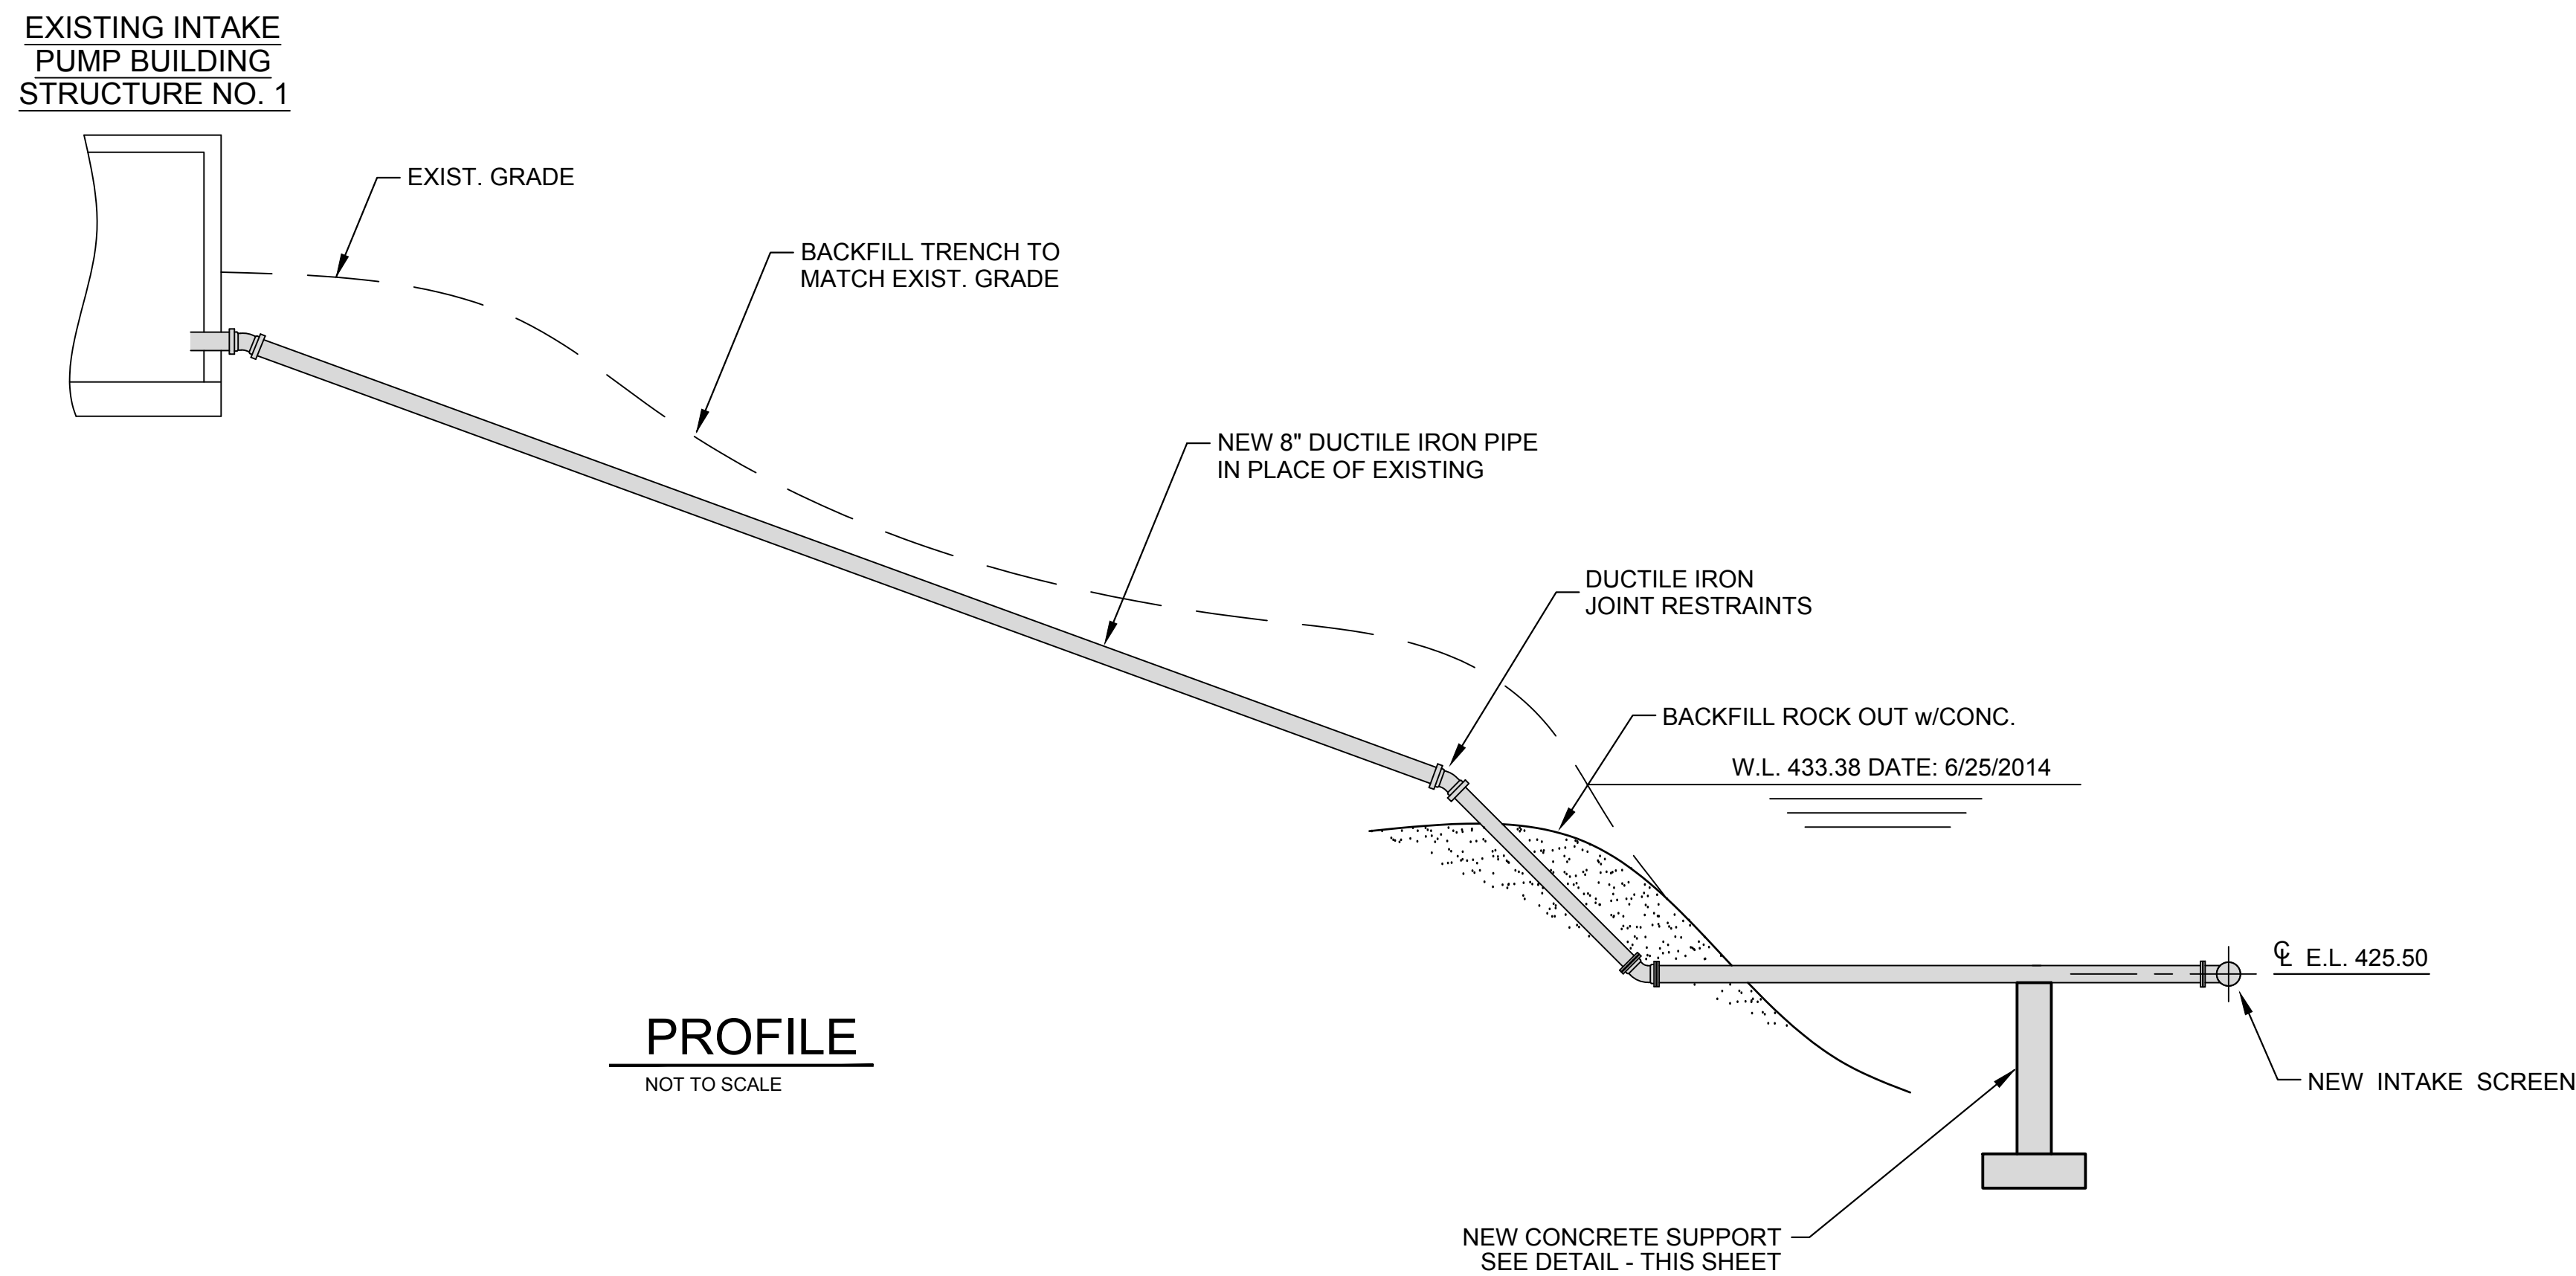 EXISTING INTAKE
PUMP BUILDING
STRUCTURE NO. 1
EXIST. GRADE
BACKFILL TRENCH TO
MATCH EXIST. GRADE
NEW 8" DUCTILE IRON PIPE
IN PLACE OF EXISTING
DUCTILE IRON
JOINT RESTRAINTS
BACKFILL ROCK OUT w/CONC.
W.L. 433.38 DATE: 6/25/2014
℄ E.L. 425.50
NEW INTAKE SCREEN
PROFILE
NOT TO SCALE
NEW CONCRETE SUPPORT
SEE DETAIL - THIS SHEET